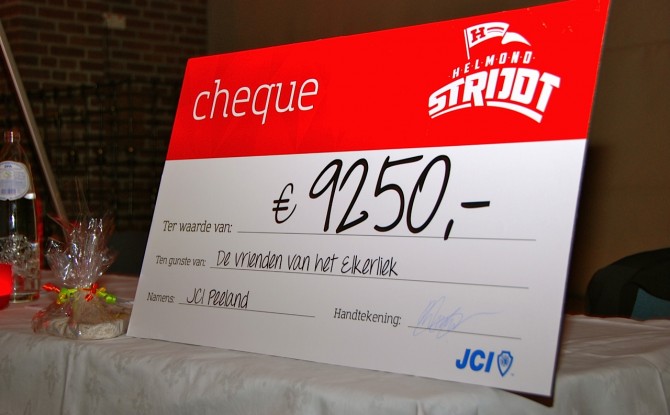 cheque
H
HELMOND
STRIJDT
€ 9250,-
Ter waarde van:
Ten gunste van: De vrienden van het Elkerliek
Namens: JCI Peeland
Handtekening:
JCI